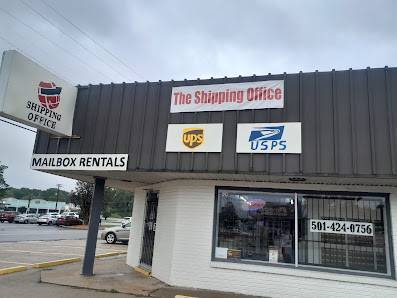 SHIPPING
OFFICE
The Shipping Office
ups
USPS
MAILBOX RENTALS
501-424-0756